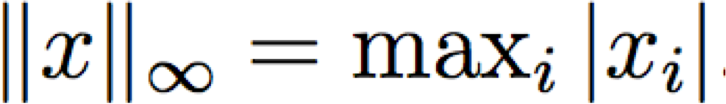 ‖x‖∞ = maxᵢ |xᵢ|.